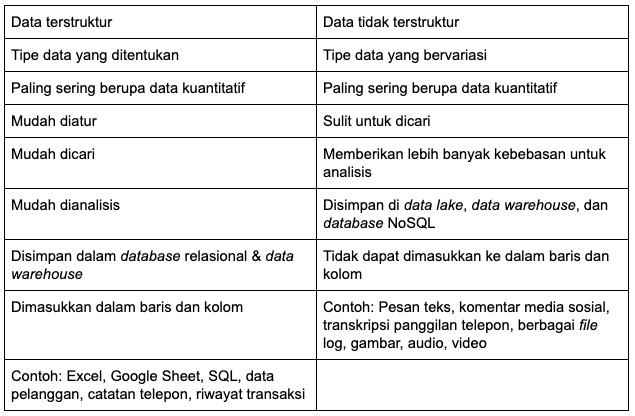 Data terstruktur
Data tidak terstruktur
Tipe data yang ditentukan
Tipe data yang bervariasi
Paling sering berupa data kuantitatif
Paling sering berupa data kuantitatif
Mudah diatur
Sulit untuk dicari
Mudah dicari
Memberikan lebih banyak kebebasan untuk
analisis
Mudah dianalisis
Disimpan di data lake, data warehouse, dan
database NoSQL
Disimpan dalam database relasional & data
warehouse
Tidak dapat dimasukkan ke dalam baris dan
kolom
Dimasukkan dalam baris dan kolom
Contoh: Pesan teks, komentar media sosial,
transkripsi panggilan telepon, berbagai file
log, gambar, audio, video
Contoh: Excel, Google Sheet, SQL, data
pelanggan, catatan telepon, riwayat transaksi